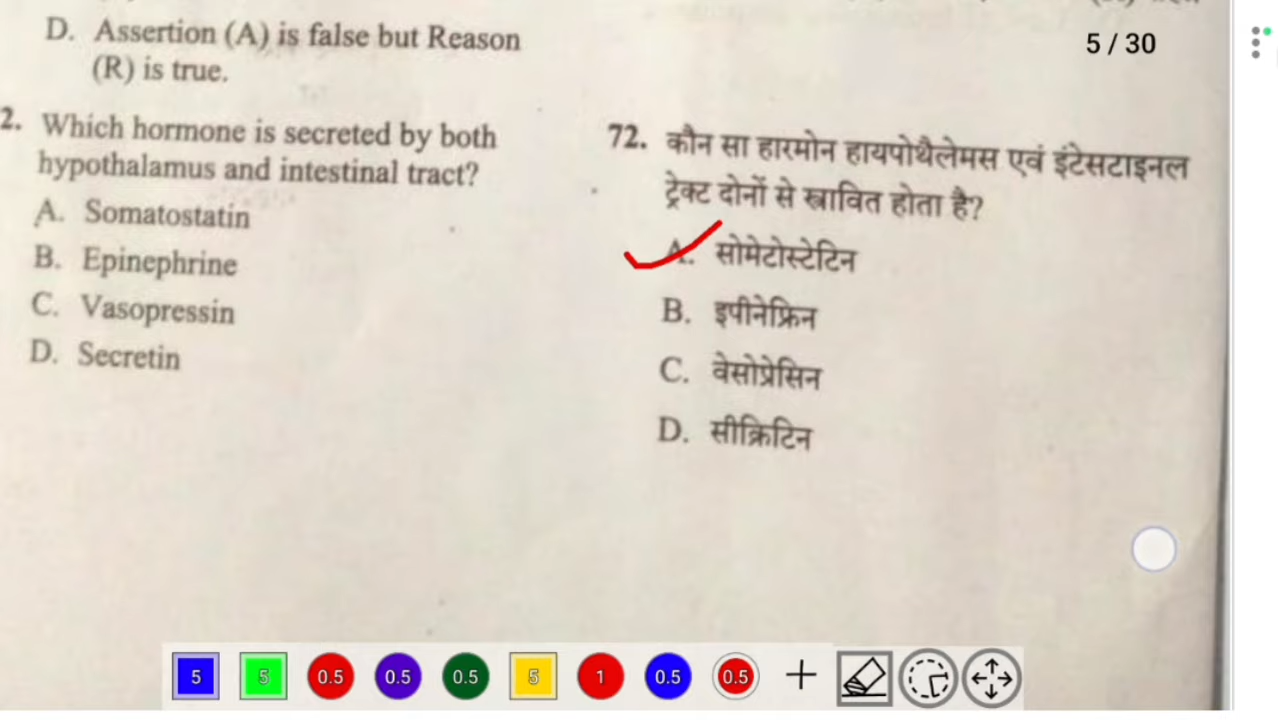 D. Assertion (A) is false but Reason
(R) is true.
5 / 30
2. Which hormone is secreted by both
hypothalamus and intestinal tract?
A. Somatostatin
B. Epinephrine
C. Vasopressin
D. Secretin
72. कौन सा हारमोन हायपोथैलेमस एवं इंटेसटाइनल
ट्रेक्ट दोनों से स्त्रावित होता है?
A. सोमेटोस्टेटिन
B. इपीनेफ्रिन
C. वेसोप्रेसिन
D. सीक्रिटिन
5 5 0.5 0.5 0.5 5 1 0.5 0.5